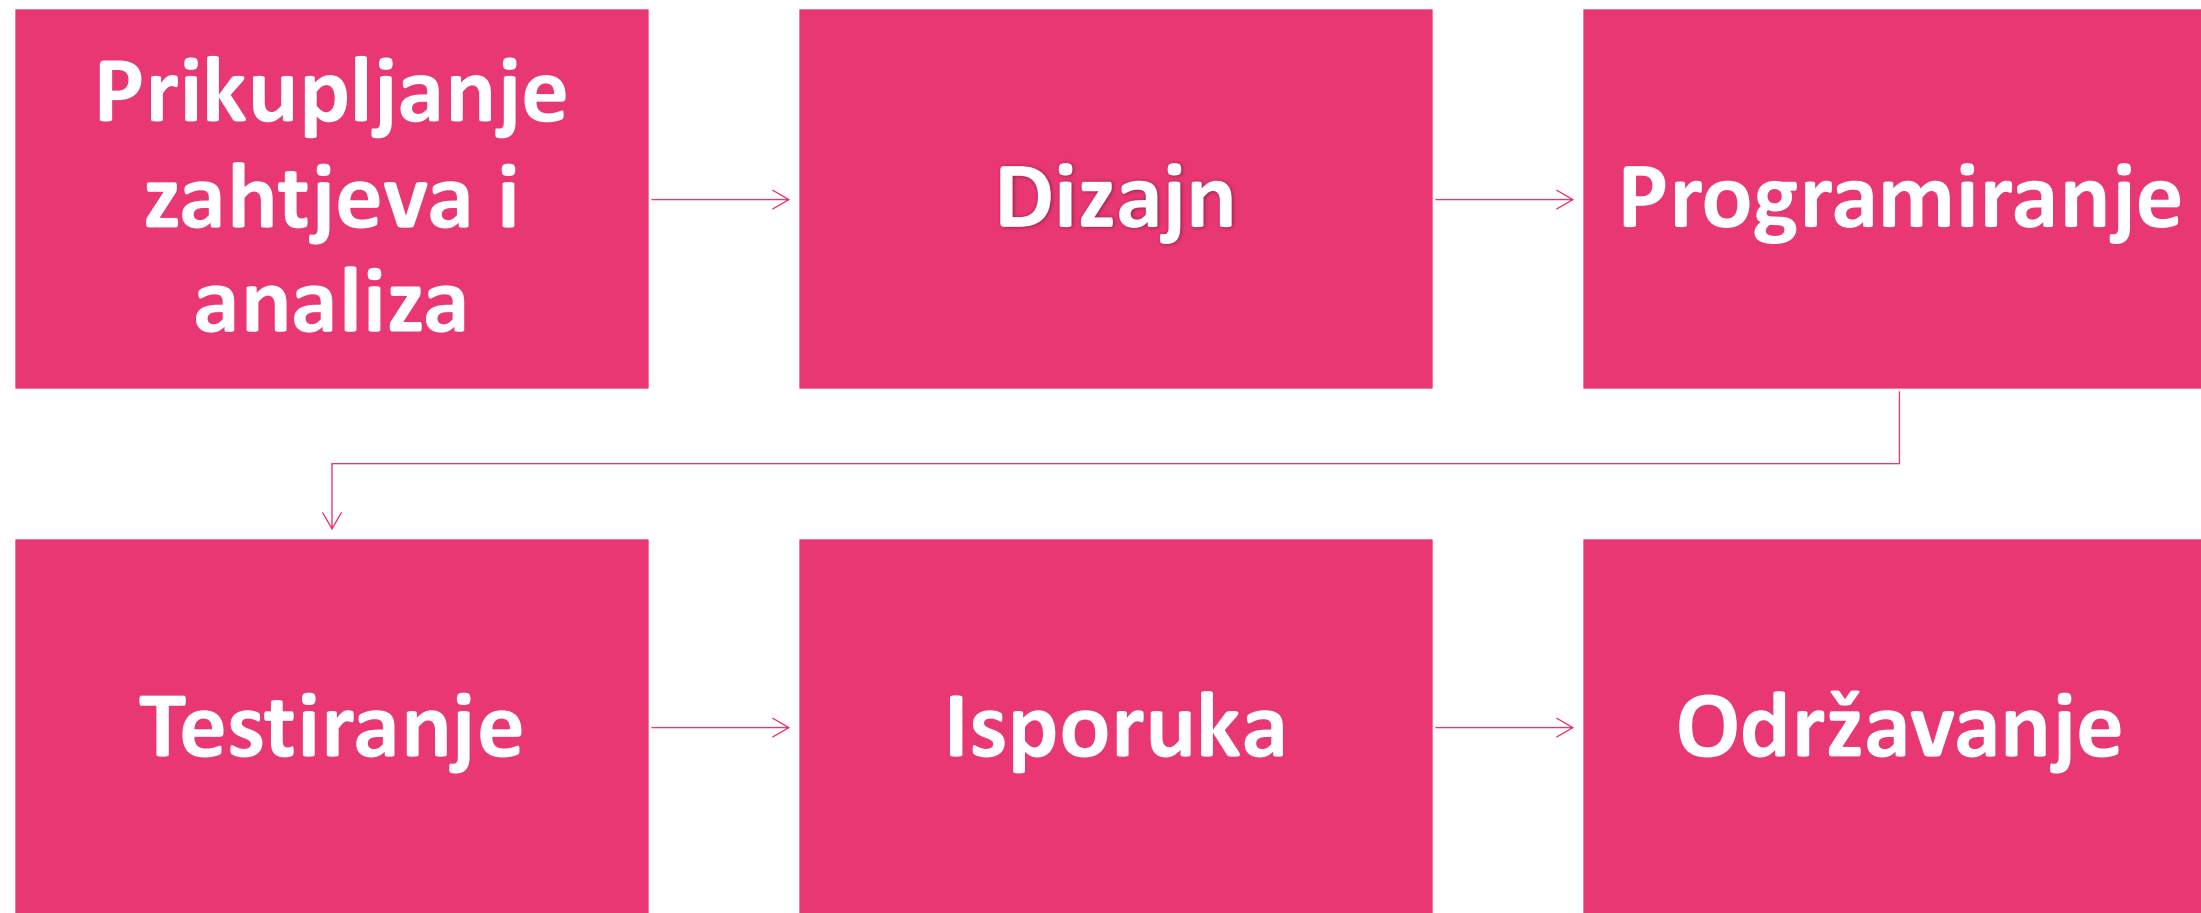 Prikupljanje
zahtjeva i
analiza
Dizajn
Programiranje
Testiranje
Isporuka
Održavanje